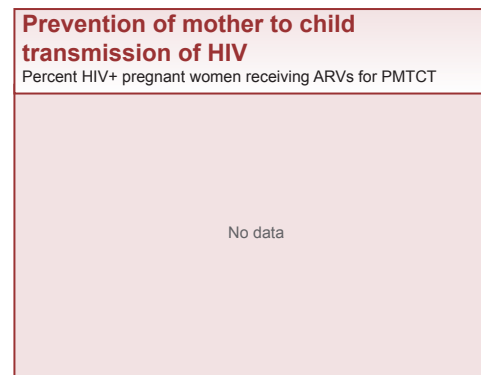 Prevention of mother to child
transmission of HIV
Percent HIV+ pregnant women receiving ARVs for PMTCT
No data